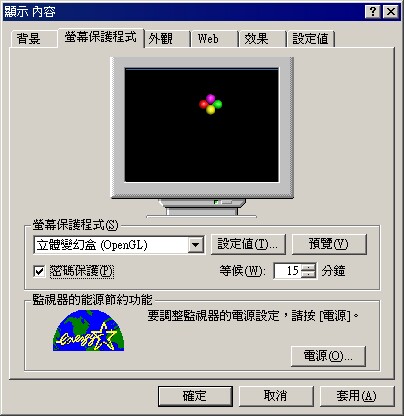 顯示 內容
背景 螢幕保護程式 外觀 Web 效果 設定值
螢幕保護程式(S)
立體變幻盒 (OpenGL) 設定值(T)... 預覽(V)
密碼保護(P) 等候(W): 15 分鐘
監視器的能源節約功能
要調整監視器的電源設定，請按 [電源]。
energy
電源(O)...
確定 取消 套用(A)